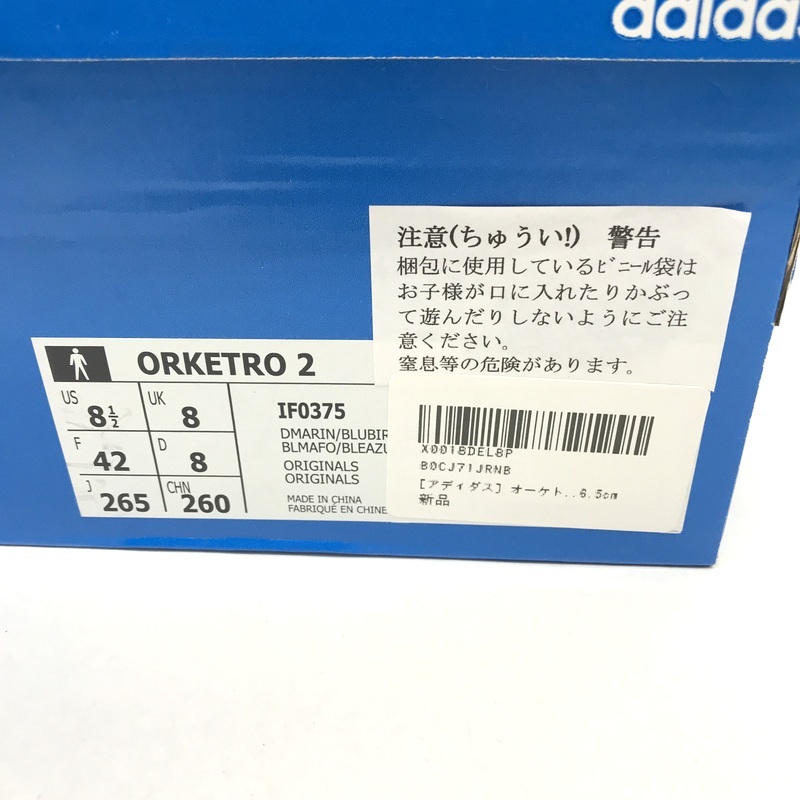 adidas
注意(ちゅうい!) 警告
梱包に使用しているﾋﾞﾆｰﾙ袋は
お子様が口に入れたりかぶっ
て遊んだりしないようにご注
意ください。
窒息等の危険があります。
ORKETRO 2
US 8½ UK 8
F 42 D 8
J 265 CHN 260
IF0375
DMARIN/BLUBIR
BLMAFO/BLEAZU
ORIGINALS
ORIGINALS
MADE IN CHINA
FABRIQUÉ EN CHINE
X0018DEL8P
B0CJ71JRNB
[アディダス] オーケト..6.5cm
新品